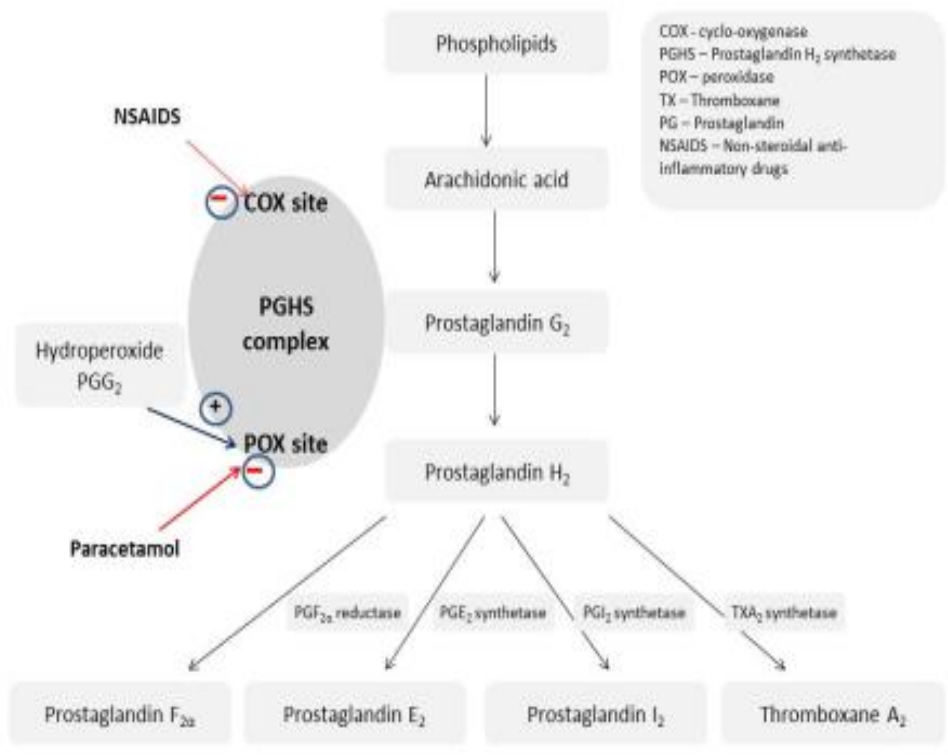 Phospholipids
COX - cyclo-oxygenase
PGHS – Prostaglandin H₂ synthetase
POX – peroxidase
TX – Thromboxane
PG – Prostaglandin
NSAIDS – Non-steroidal anti-
inflammatory drugs
NSAIDS
Arachidonic acid
− COX site
PGHS
complex
Prostaglandin G₂
Hydroperoxide
PGG₂
+
POX site
−
Prostaglandin H₂
Paracetamol
PGF₂α reductase
PGE₂ synthetase
PGI₂ synthetase
TXA₂ synthetase
Prostaglandin F₂α
Prostaglandin E₂
Prostaglandin I₂
Thromboxane A₂